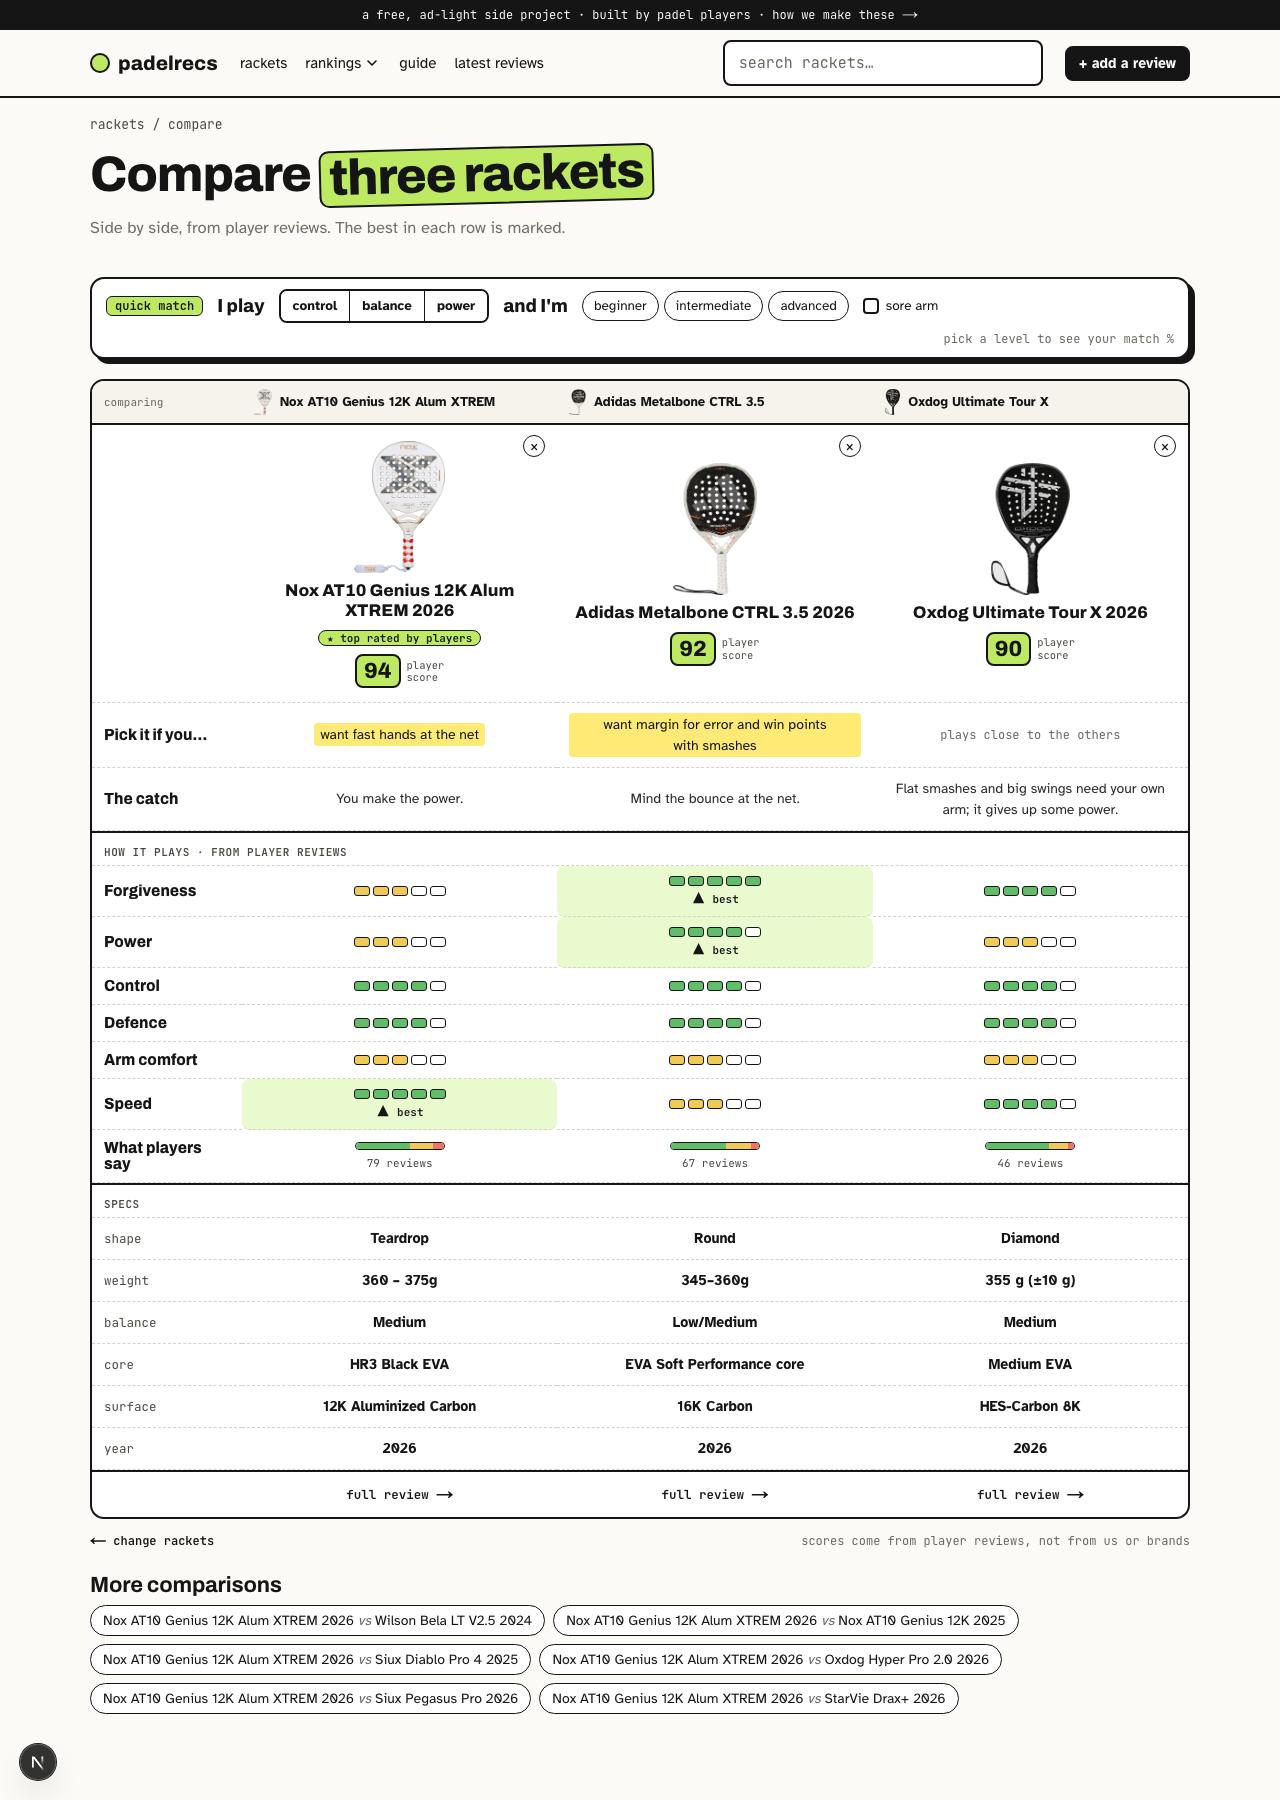 a free, ad-light side project · built by padel players · how we make these →
padelrecs
rackets
rankings
guide
latest reviews
search rackets…
+ add a review
rackets / compare
Compare three rackets
Side by side, from player reviews. The best in each row is marked.
quick match
I play
control
balance
power
and I'm
beginner
intermediate
advanced
sore arm
pick a level to see your match %
comparing
Nox AT10 Genius 12K Alum XTREM
Adidas Metalbone CTRL 3.5
Oxdog Ultimate Tour X
×
×
×
Nox AT10 Genius 12K Alum
XTREM 2026
★ top rated by players
94
player
score
Adidas Metalbone CTRL 3.5 2026
92
player
score
Oxdog Ultimate Tour X 2026
90
player
score
Pick it if you…
want fast hands at the net
want margin for error and win points
with smashes
plays close to the others
The catch
You make the power.
Mind the bounce at the net.
Flat smashes and big swings need your own
arm; it gives up some power.
HOW IT PLAYS · FROM PLAYER REVIEWS
Forgiveness
▲ best
Power
▲ best
Control
Defence
Arm comfort
Speed
▲ best
What players
say
79 reviews
67 reviews
46 reviews
SPECS
shape
Teardrop
Round
Diamond
weight
360 – 375g
345–360g
355 g (±10 g)
balance
Medium
Low/Medium
Medium
core
HR3 Black EVA
EVA Soft Performance core
Medium EVA
surface
12K Aluminized Carbon
16K Carbon
HES-Carbon 8K
year
2026
2026
2026
full review →
full review →
full review →
← change rackets
scores come from player reviews, not from us or brands
More comparisons
Nox AT10 Genius 12K Alum XTREM 2026 vs Wilson Bela LT V2.5 2024
Nox AT10 Genius 12K Alum XTREM 2026 vs Nox AT10 Genius 12K 2025
Nox AT10 Genius 12K Alum XTREM 2026 vs Siux Diablo Pro 4 2025
Nox AT10 Genius 12K Alum XTREM 2026 vs Oxdog Hyper Pro 2.0 2026
Nox AT10 Genius 12K Alum XTREM 2026 vs Siux Pegasus Pro 2026
Nox AT10 Genius 12K Alum XTREM 2026 vs StarVie Drax+ 2026
N